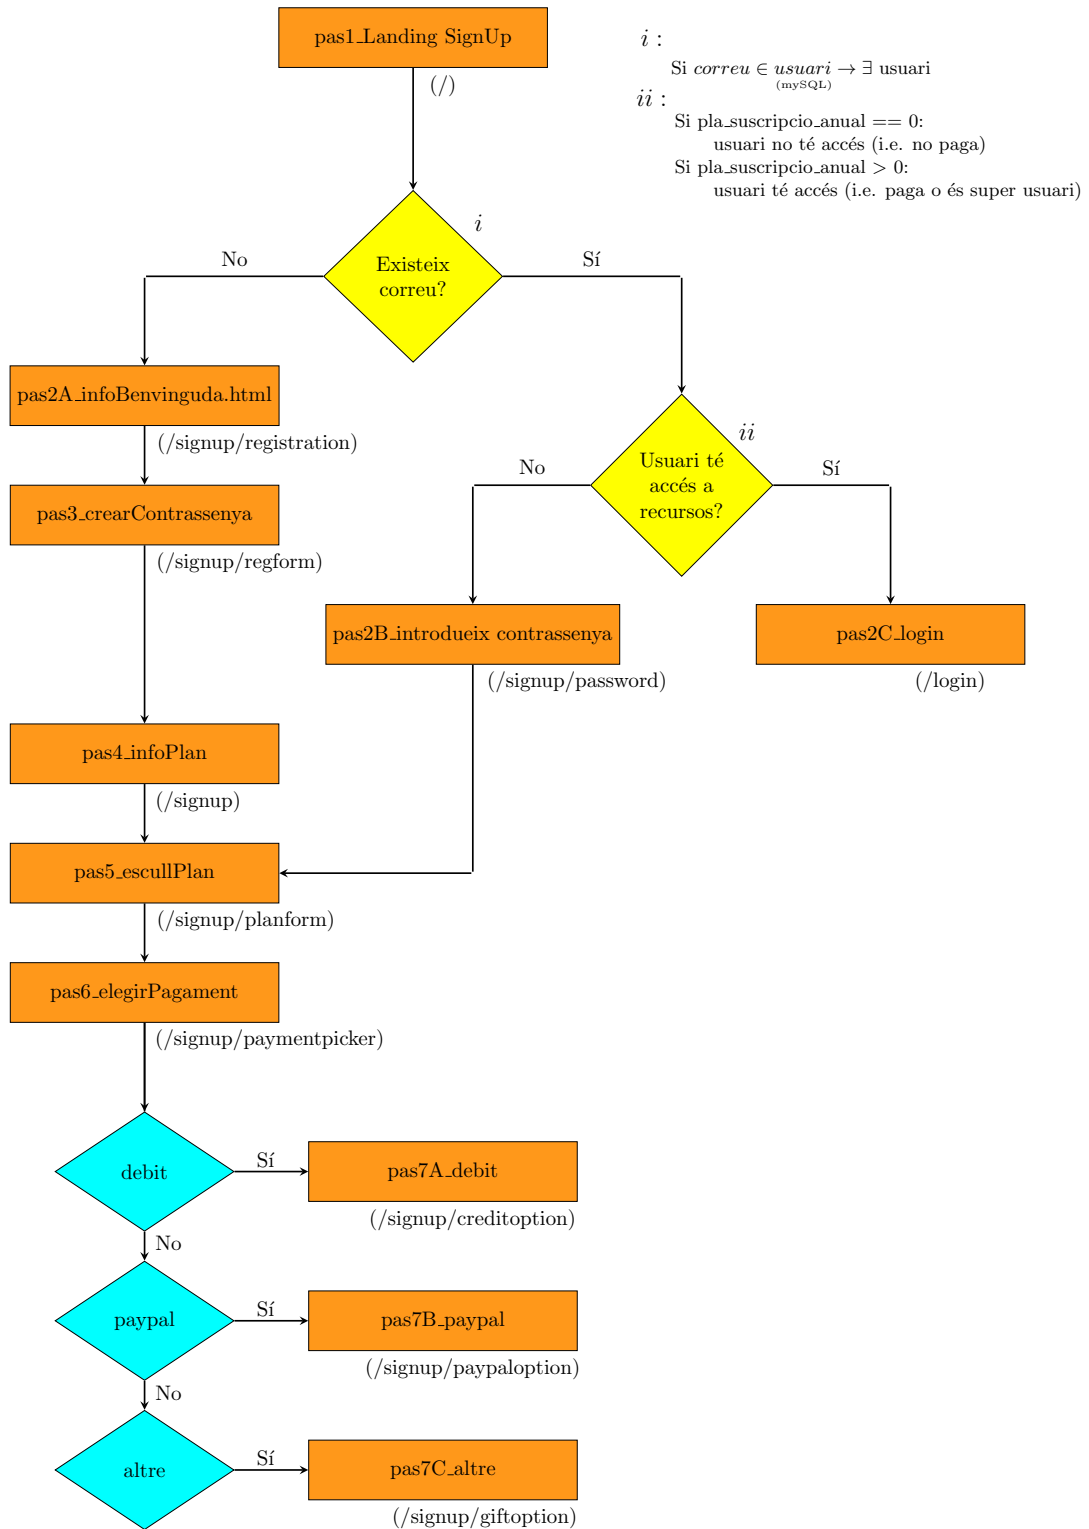 pas1_Landing SignUp
(/)
i :
Si correu ∈ usuari → ∃ usuari
(mySQL)
ii :
Si pla_suscripcio_anual == 0:
usuari no té accés (i.e. no paga)
Si pla_suscripcio_anual > 0:
usuari té accés (i.e. paga o és super usuari)
i
Existeix
correu?
No
Sí
pas2A_infoBenvinguda.html
(/signup/registration)
ii
Usuari té
accés a
recursos?
No
Sí
pas3_crearContrassenya
(/signup/regform)
pas2B_introdueix contrassenya
(/signup/password)
pas2C_login
(/login)
pas4_infoPlan
(/signup)
pas5_escullPlan
(/signup/planform)
pas6_elegirPagament
(/signup/paymentpicker)
debit
Sí
pas7A_debit
(/signup/creditoption)
No
paypal
Sí
pas7B_paypal
(/signup/paypaloption)
No
altre
Sí
pas7C_altre
(/signup/giftoption)